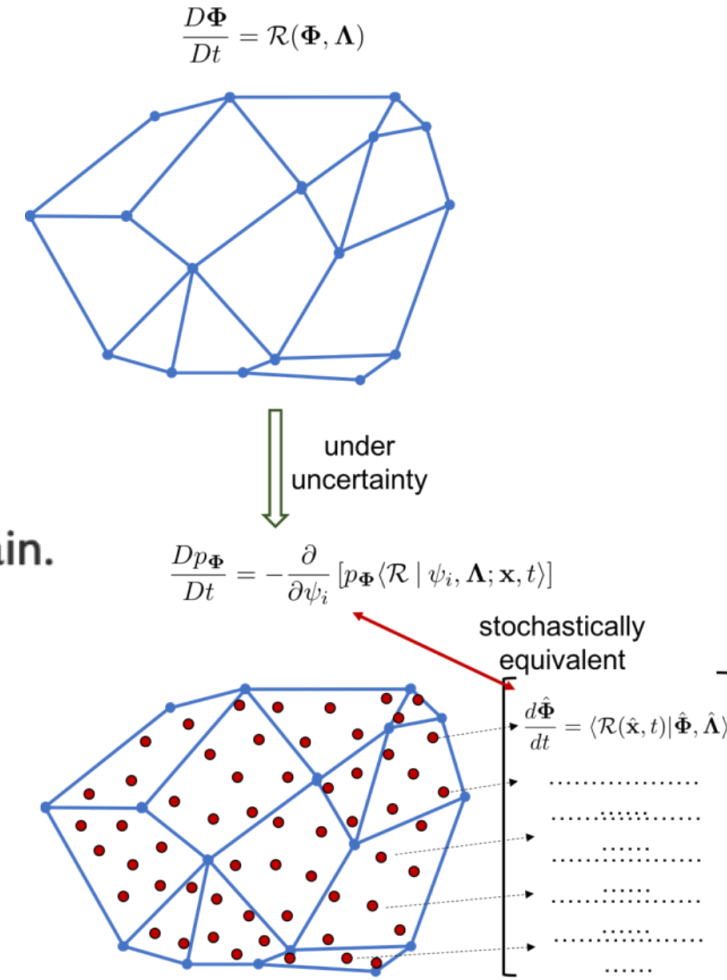 DΦ/Dt = ℛ(Φ, Λ)
under
uncertainty
ain.
Dp_Φ/Dt = −∂/∂ψ_i [p_Φ⟨ℛ | ψ_i, Λ; x, t⟩]
stochastically
equivalent
dΦ̂/dt = ⟨ℛ(x̂, t)|Φ̂, Λ̂⟩